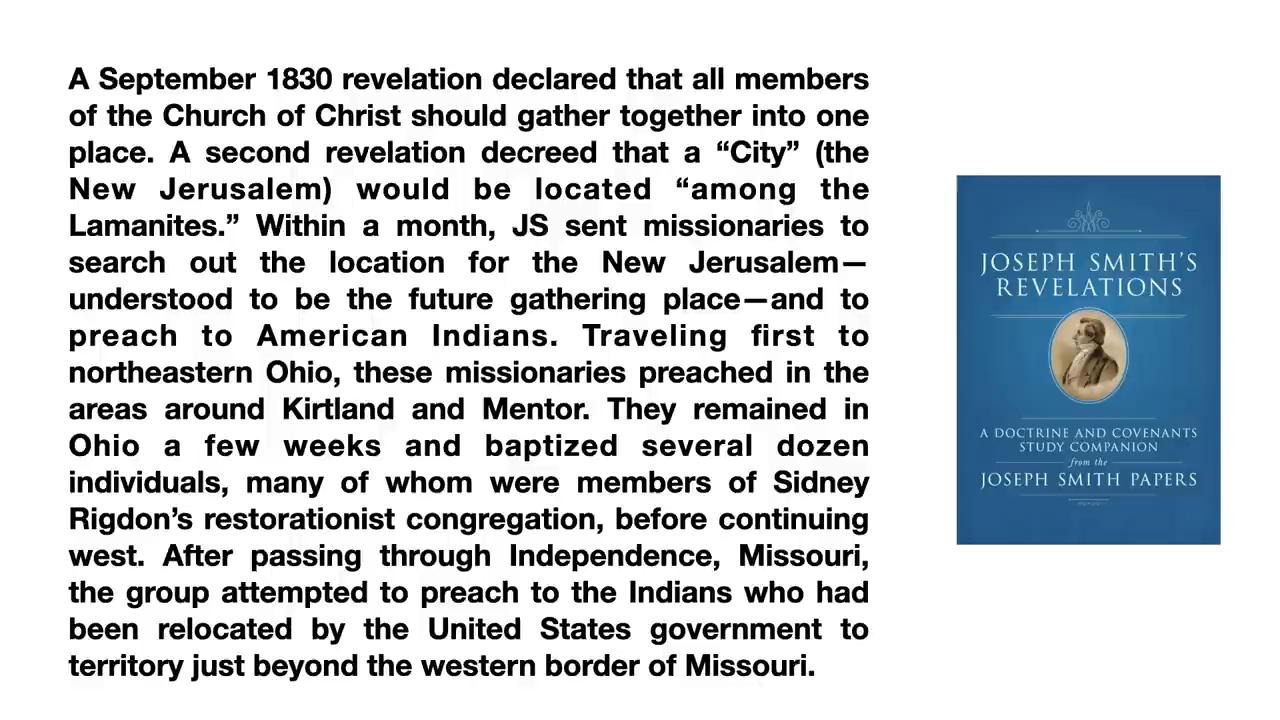 A September 1830 revelation declared that all members
of the Church of Christ should gather together into one
place. A second revelation decreed that a “City” (the
New Jerusalem) would be located “among the
Lamanites.” Within a month, JS sent missionaries to
search out the location for the New Jerusalem—
understood to be the future gathering place—and to
preach to American Indians. Traveling first to
northeastern Ohio, these missionaries preached in the
areas around Kirtland and Mentor. They remained in
Ohio a few weeks and baptized several dozen
individuals, many of whom were members of Sidney
Rigdon’s restorationist congregation, before continuing
west. After passing through Independence, Missouri,
the group attempted to preach to the Indians who had
been relocated by the United States government to
territory just beyond the western border of Missouri.
JOSEPH SMITH’S
REVELATIONS
A DOCTRINE AND COVENANTS
STUDY COMPANION
from the
JOSEPH SMITH PAPERS